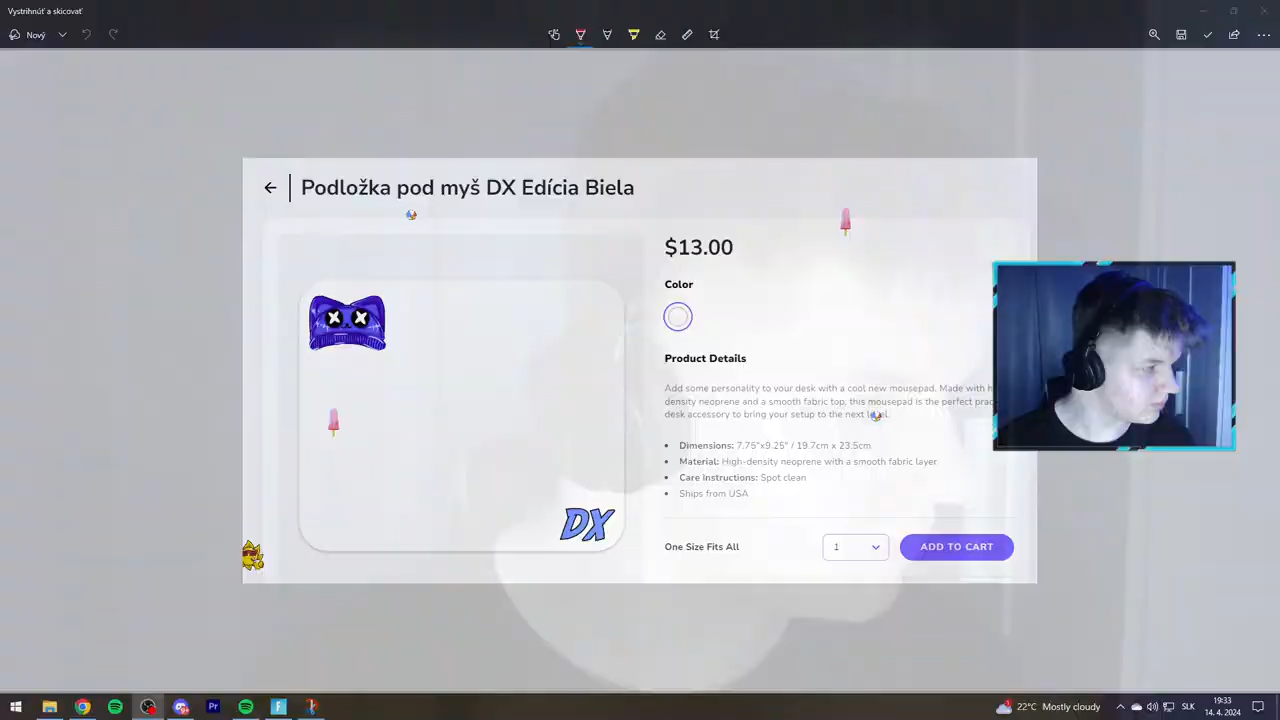 Vystrihnúť a skicovať
Nový
Podložka pod myš DX Edícia Biela
$13.00
Color
Product Details
Add some personality to your desk with a cool new mousepad. Made with h
density neoprene and a smooth fabric top, this mousepad is the perfect prac
desk accessory to bring your setup to the next level.
Dimensions: 7.75"x9.25" / 19.7cm x 23.5cm
Material: High-density neoprene with a smooth fabric layer
Care Instructions: Spot clean
Ships from USA
DX
One Size Fits All
1
ADD TO CART
Pr
22°C Mostly cloudy
SLK
19:33
14. 4. 2024